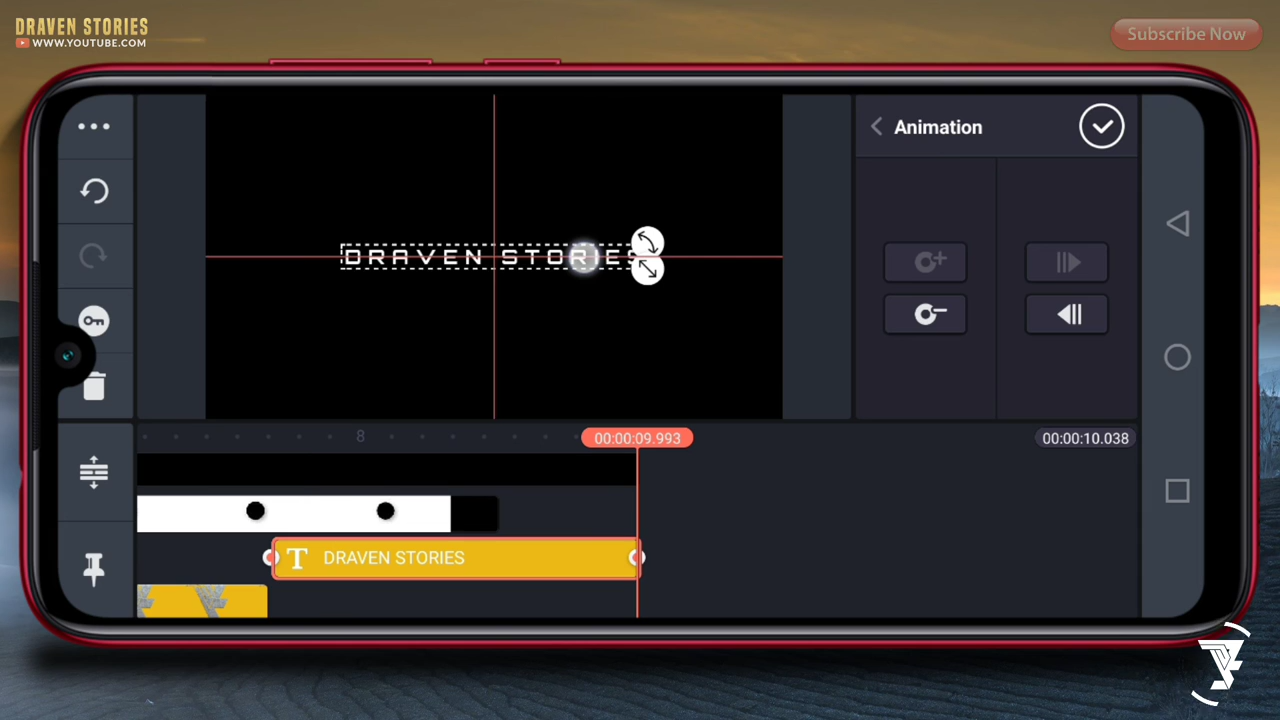 DRAVEN STORIES
WWW.YOUTUBE.COM
Subscribe Now
Animation
DRAVEN STORIES
8
00:00:09.993
00:00:10.038
T DRAVEN STORIES